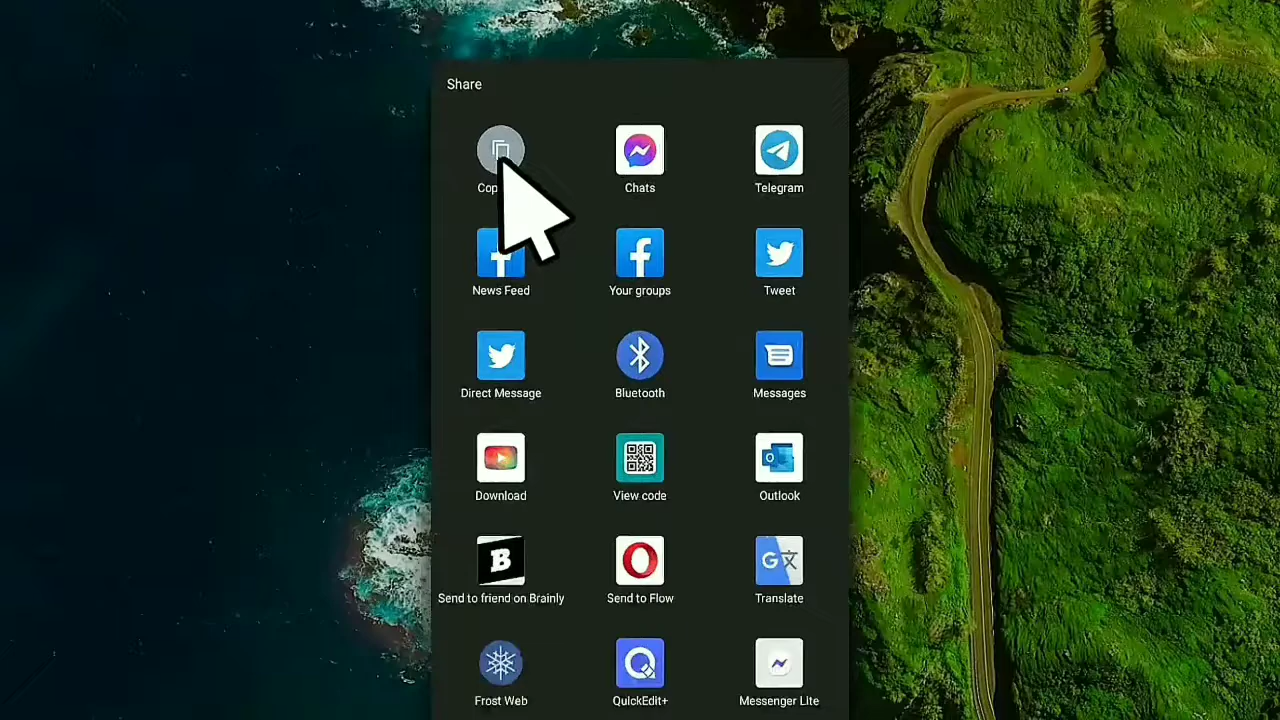 Share
Cop
Chats
Telegram
News Feed
Your groups
Tweet
Direct Message
Bluetooth
Messages
Download
View code
Outlook
Send to friend on Brainly
Send to Flow
Translate
Frost Web
QuickEdit+
Messenger Lite